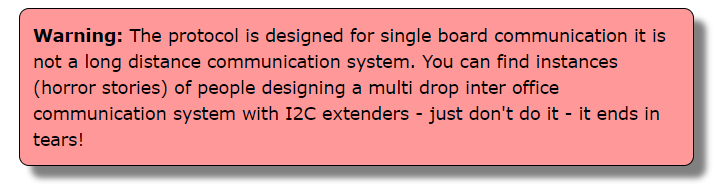 Warning: The protocol is designed for single board communication it is
not a long distance communication system. You can find instances
(horror stories) of people designing a multi drop inter office
communication system with I2C extenders - just don't do it - it ends in
tears!